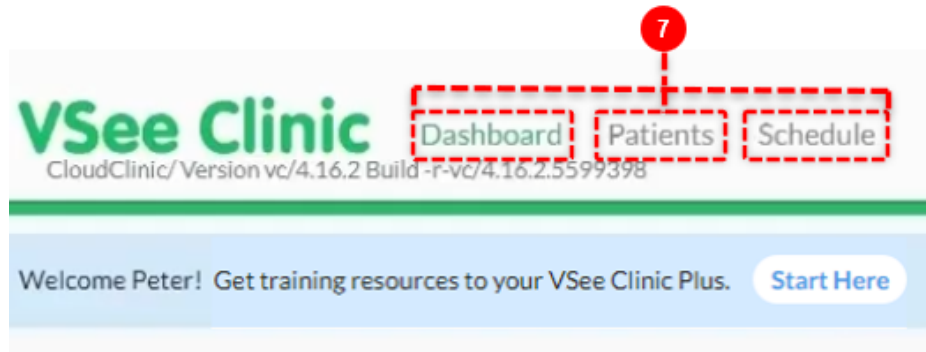 7
VSee Clinic Dashboard Patients Schedule
CloudClinic/ Version vc/4.16.2 Build -r-vc/4.16.2.5599398
Welcome Peter! Get training resources to your VSee Clinic Plus. Start Here